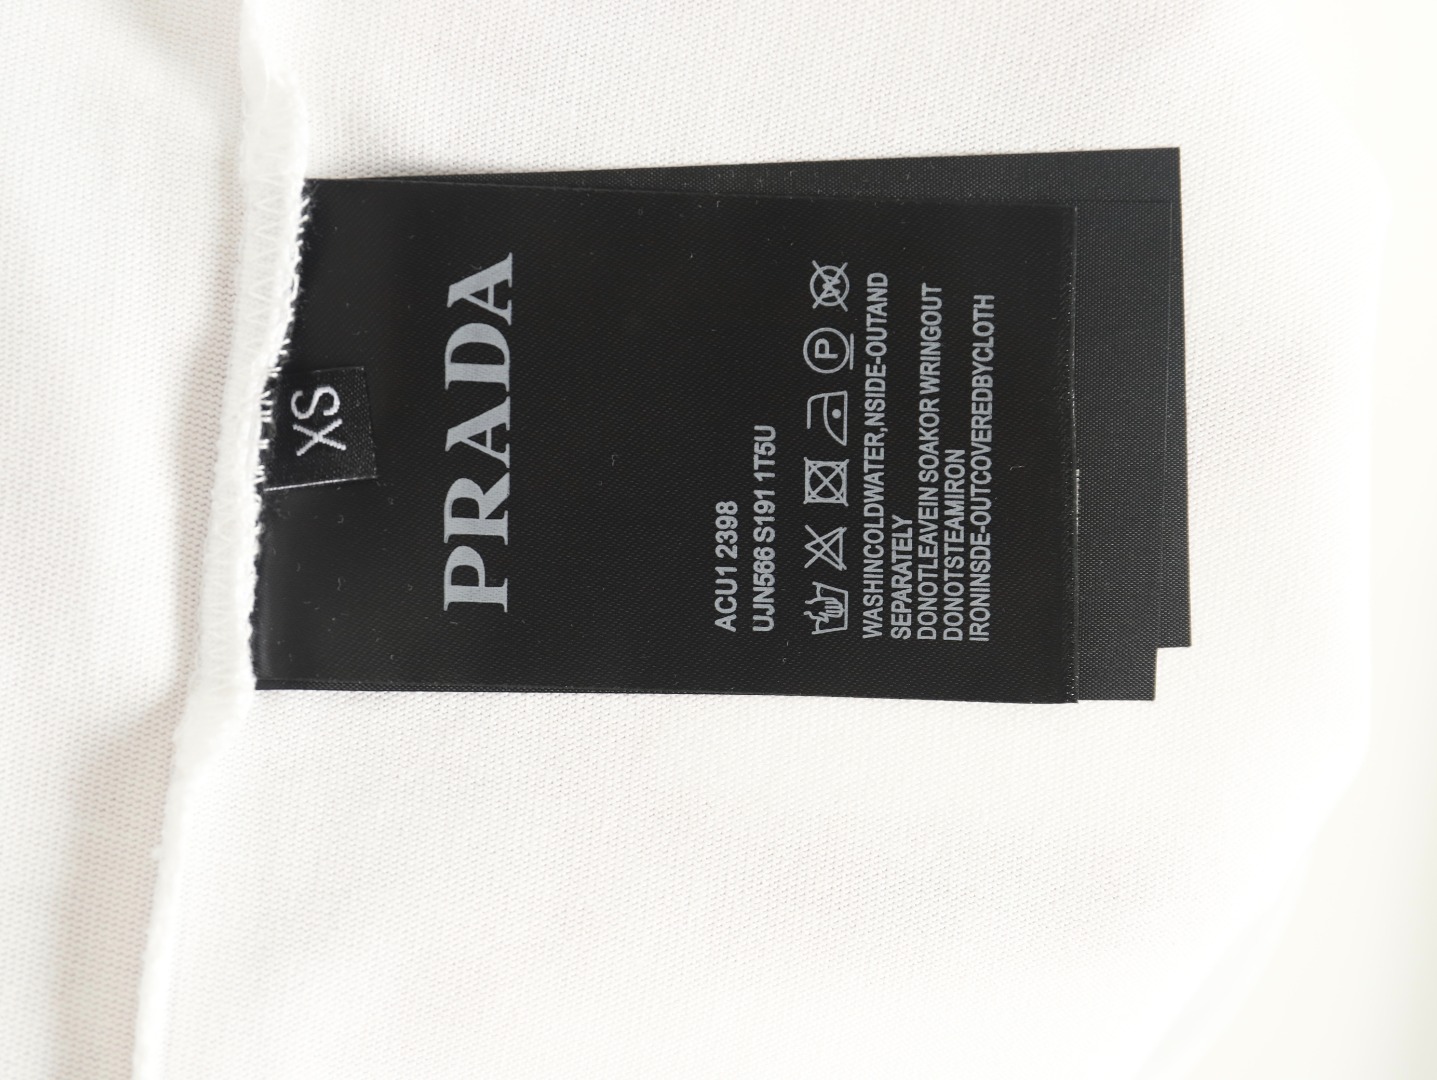 XS
PRADA
ACU1 2398
UJN566 S191 1T5U
P
WASHINCOLDWATER,NSIDE-OUTAND
SEPARATELY
DONOTLEAVEIN SOAKOR WRINGOUT
DONOTSTEAMIRON
IRONINSDE-OUTCOVEREDBYCLOTH